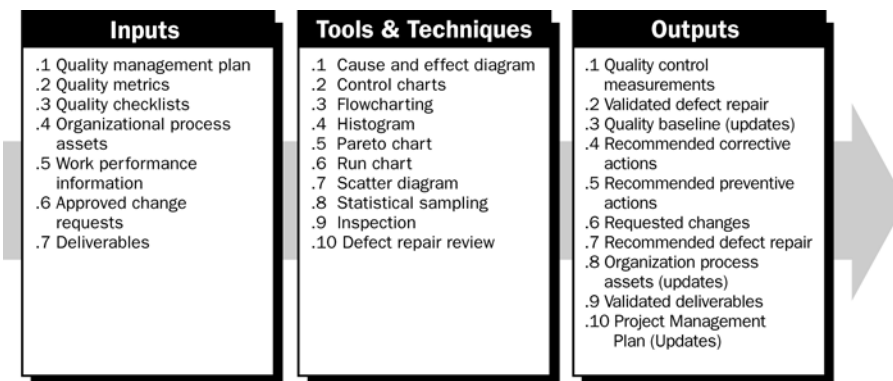 Inputs
.1 Quality management plan
.2 Quality metrics
.3 Quality checklists
.4 Organizational process
assets
.5 Work performance
information
.6 Approved change
requests
.7 Deliverables
Tools & Techniques
.1 Cause and effect diagram
.2 Control charts
.3 Flowcharting
.4 Histogram
.5 Pareto chart
.6 Run chart
.7 Scatter diagram
.8 Statistical sampling
.9 Inspection
.10 Defect repair review
Outputs
.1 Quality control
measurements
.2 Validated defect repair
.3 Quality baseline (updates)
.4 Recommended corrective
actions
.5 Recommended preventive
actions
.6 Requested changes
.7 Recommended defect repair
.8 Organization process
assets (updates)
.9 Validated deliverables
.10 Project Management
Plan (Updates)